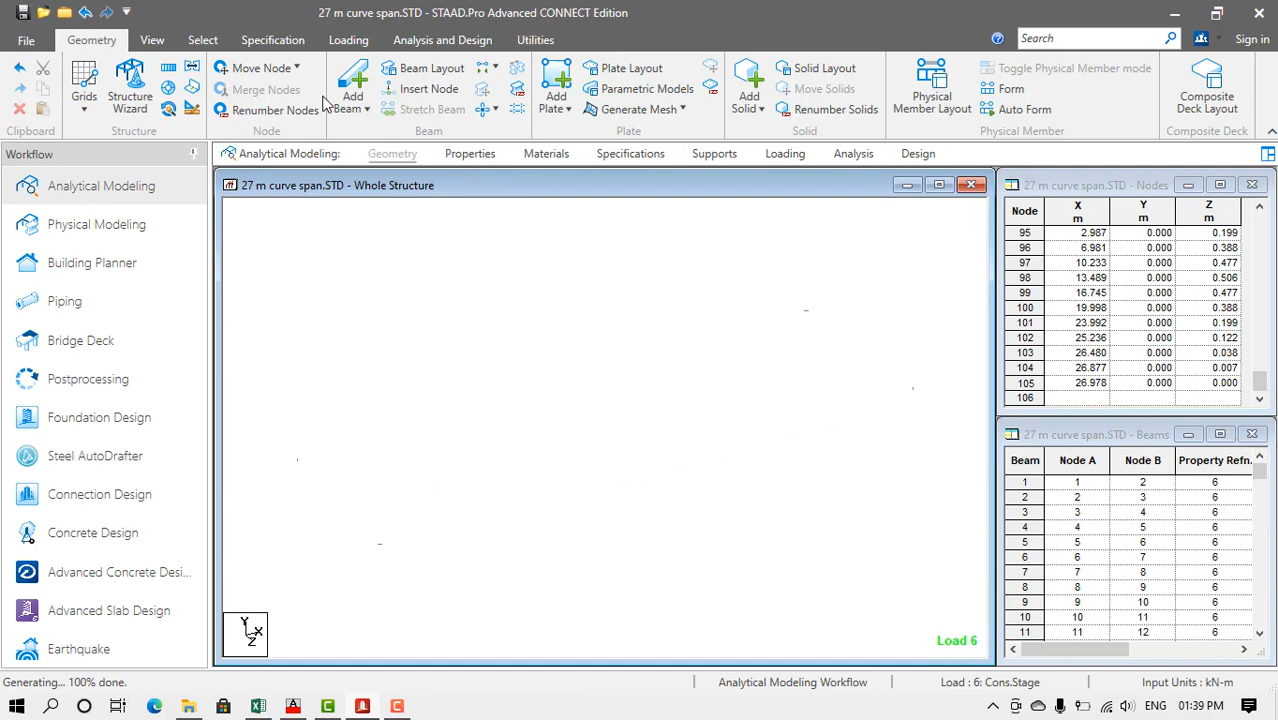 27 m curve span.STD - STAAD.Pro Advanced CONNECT Edition
File Geometry View Select Specification Loading Analysis and Design Utilities Search Sign in
Move Node Beam Layout Plate Layout Solid Layout Toggle Physical Member mode
Merge Nodes Insert Node Parametric Models Move Solids Form
Renumber Nodes Stretch Beam Generate Mesh Renumber Solids Auto Form
Grids Structure Wizard Add Beam Add Plate Add Solid Physical Member Layout Composite Deck Layout
Clipboard Structure Node Beam Plate Solid Physical Member Composite Deck
Workflow
Analytical Modeling: Geometry Properties Materials Specifications Supports Loading Analysis Design
Analytical Modeling
Physical Modeling
Building Planner
Piping
Bridge Deck
Postprocessing
Foundation Design
Steel AutoDrafter
Connection Design
Concrete Design
Advanced Concrete Desi...
Advanced Slab Design
Earthquake
27 m curve span.STD - Whole Structure
Y
X
Z
Load 6
27 m curve span.STD - Nodes
Node X m Y m Z m
95 2.987 0.000 0.199
96 6.981 0.000 0.388
97 10.233 0.000 0.477
98 13.489 0.000 0.506
99 16.745 0.000 0.477
100 19.998 0.000 0.388
101 23.992 0.000 0.199
102 25.236 0.000 0.122
103 26.480 0.000 0.038
104 26.877 0.000 0.007
105 26.978 0.000 0.000
106
27 m curve span.STD - Beams
Beam Node A Node B Property Refn.
1 1 2 6
2 2 3 6
3 3 4 6
4 4 5 6
5 5 6 6
6 6 7 6
7 7 8 6
8 8 9 6
9 9 10 6
10 10 11 6
11 11 12 6
Generating... 100% done. Analytical Modeling Workflow Load : 6: Cons.Stage Input Units : kN-m
ENG 01:39 PM